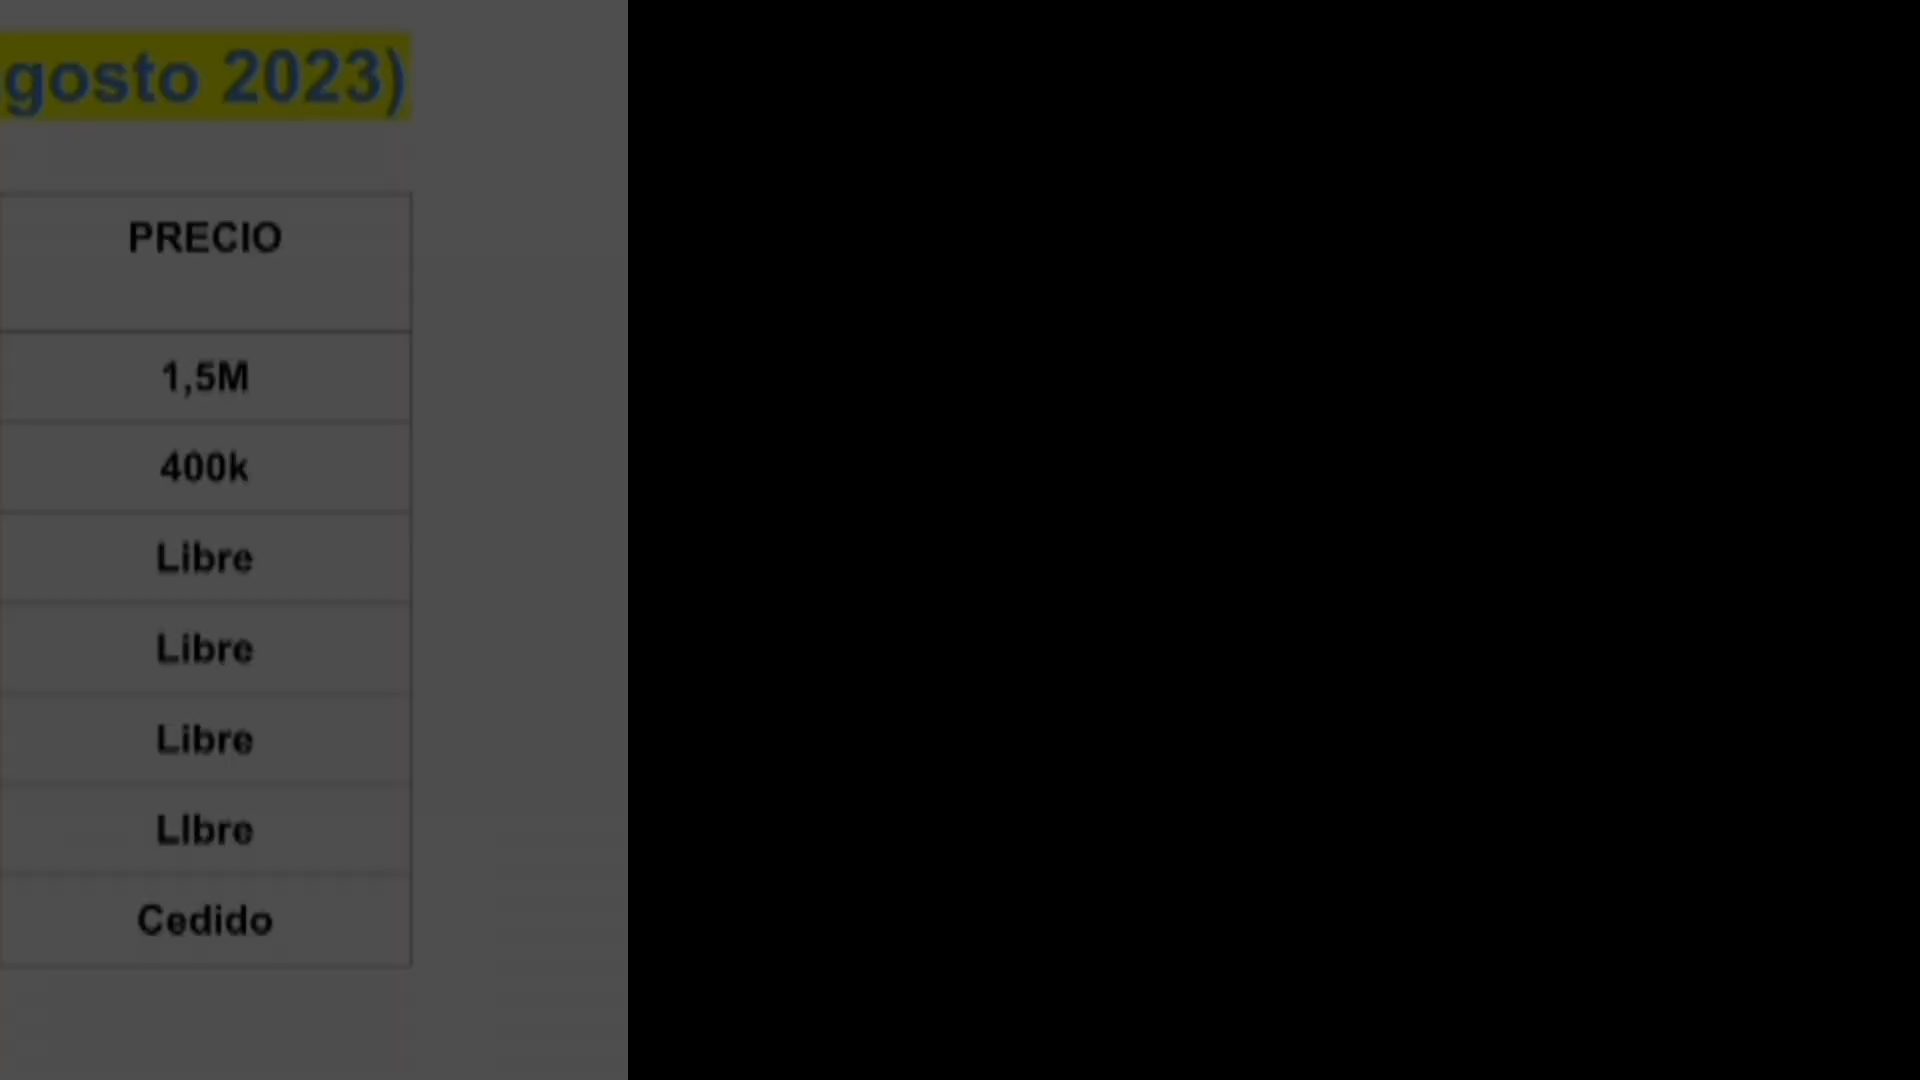 gosto 2023)
PRECIO
1,5M
400k
Libre
Libre
Libre
LIbre
Cedido